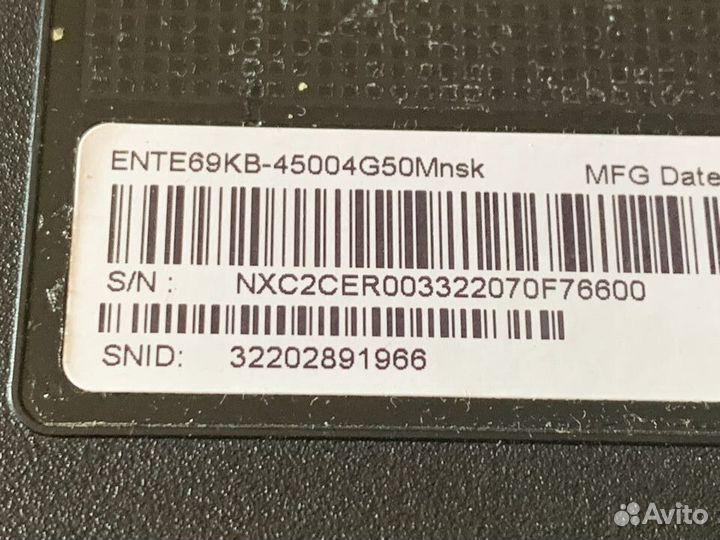 ENTE69KB-45004G50Mnsk MFG Date
S/N : NXC2CER003322070F76600
SNID: 32202891966
Avito